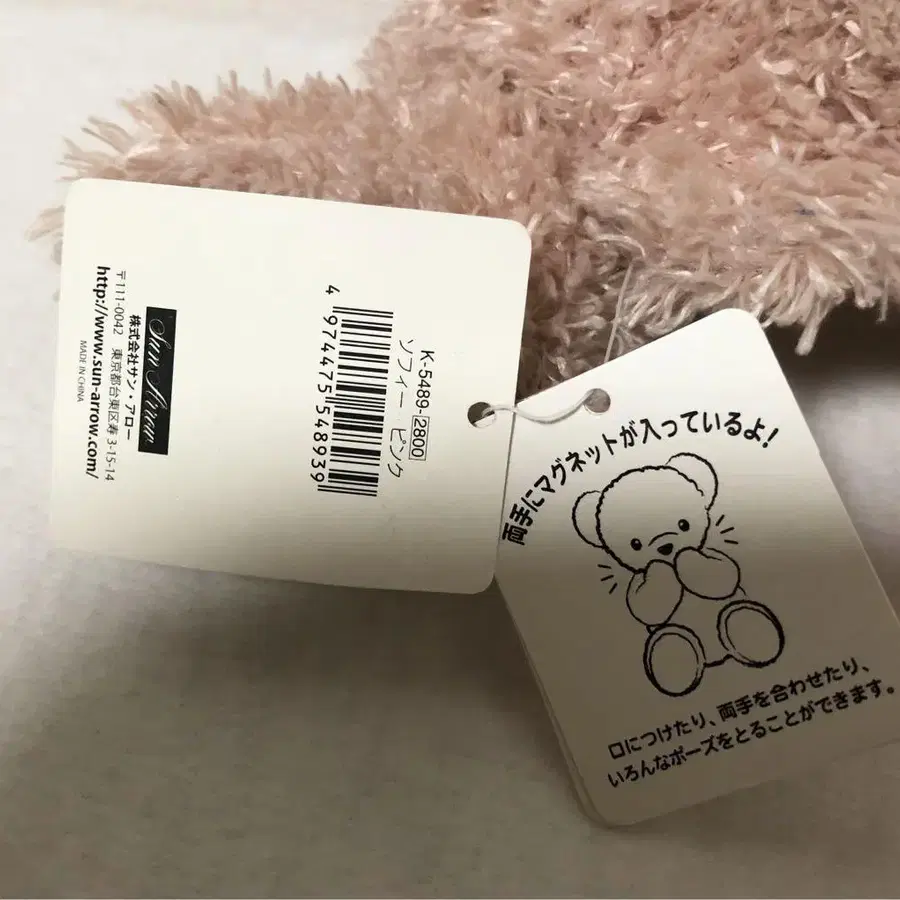 K-5489-2800
ソフィー ピンク
4 974475 548939
Sun Arrow
株式会社サン・アロー
〒111-0042 東京都台東区寿 3-15-14
http://www.sun-arrow.com/
MADE IN CHINA
両手にマグネットが入っているよ!
口につけたり、両手を合わせたり、
いろんなポーズをとることができます。